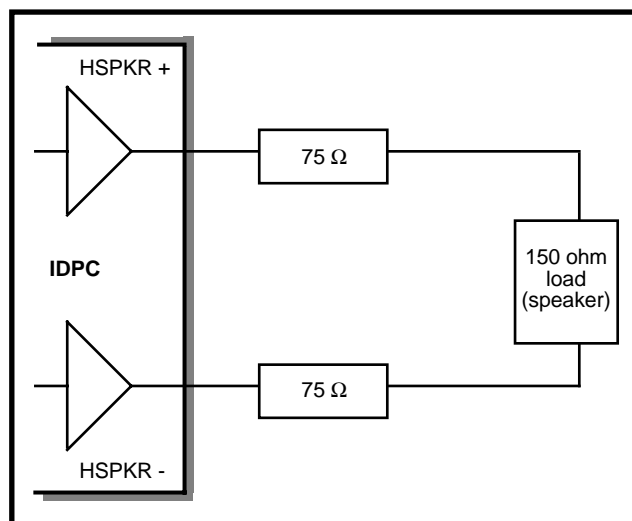 HSPKR +
75 Ω
IDPC
150 ohm
load
(speaker)
75 Ω
HSPKR -